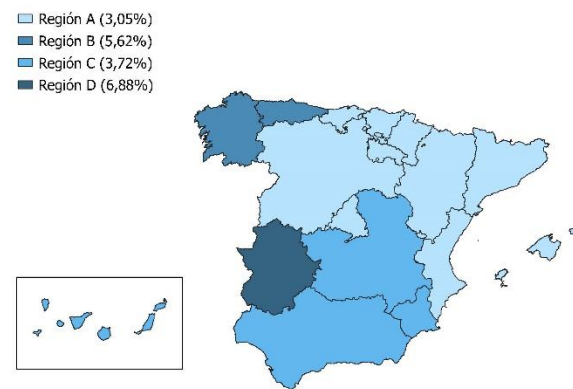 Región A (3,05%)
Región B (5,62%)
Región C (3,72%)
Región D (6,88%)